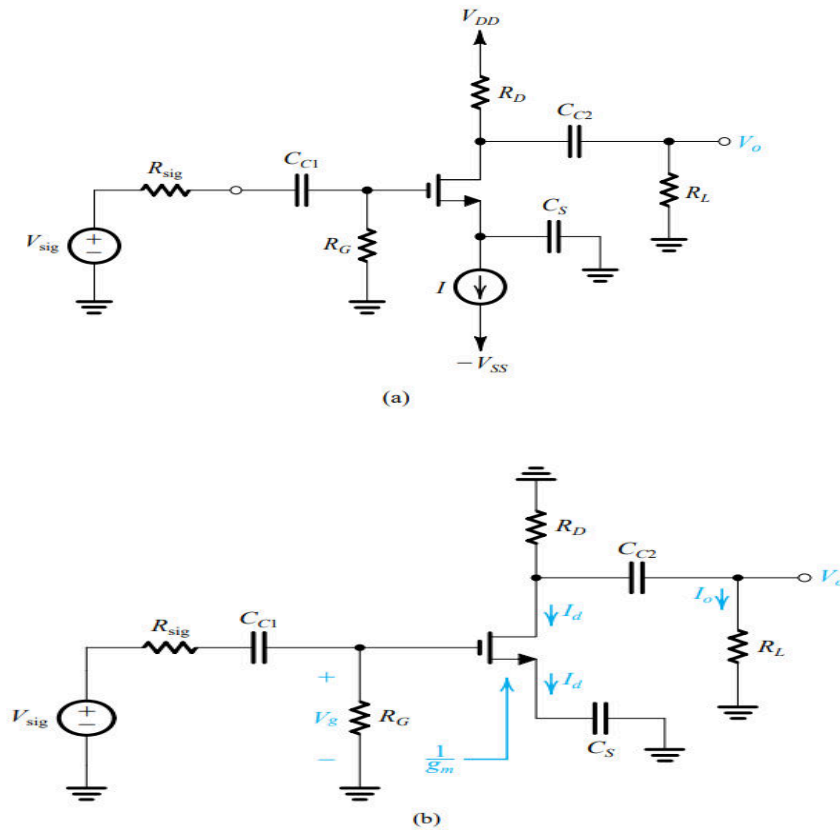 V_DD
R_D
C_C2
V_o
C_C1
R_sig
R_L
C_S
V_sig
+
−
R_G
I
−V_SS
(a)
R_D
C_C2
V_o
I_o
C_C1
R_sig
I_d
R_L
+
I_d
V_sig
+
−
V_g
R_G
1/g_m
C_S
−
(b)